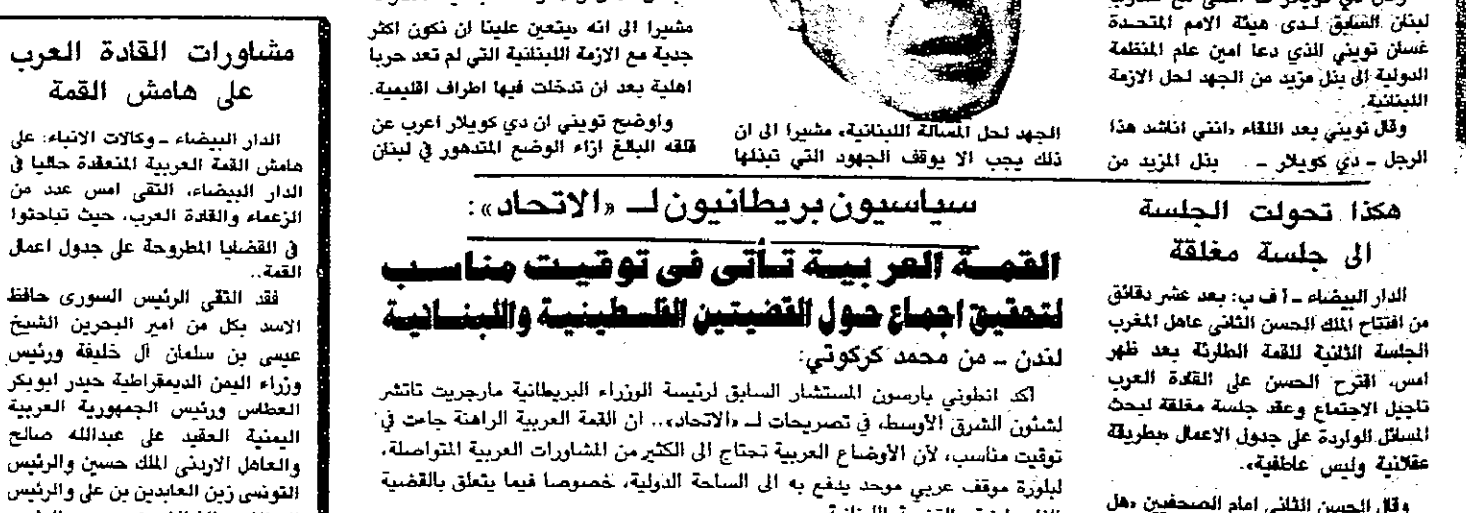 لبنان السابق لدى هيئة الامم المتحدة
غسان تويني الذي دعا امين عام المنظمة
الدولية الى بذل مزيد من الجهد لحل الازمة
اللبنانية.
وقال تويني بعد اللقاء «انني اناشد هذا
الرجل ـ دي كويلار ـ بذل المزيد من
الجهد لحل المسألة اللبنانية، مشيرا الى ان
ذلك يجب الا يوقف الجهود التي تبذلها
مشيرا الى انه «يتعين علينا ان نكون اكثر
جدية مع الازمة اللبنانية التي لم تعد حربا
اهلية بعد ان تدخلت فيها اطراف اقليمية.
واوضح تويني ان دي كويلار اعرب عن
قلقه البالغ ازاء الوضع المتدهور في لبنان
هكذا تحولت الجلسة
الى جلسة مغلقة
الدار البيضاء ـ أ ف ب: بعد عشر دقائق
من افتتاح الملك الحسن الثاني عاهل المغرب
الجلسة الثانية للقمة الطارئة بعد ظهر
امس، اقترح الحسن على القادة العرب
تاجيل الاجتماع وعقد جلسة مغلقة لبحث
المسائل الواردة على جدول الاعمال «بطريقة
عقلانية وليس عاطفية».
وقال الحسن الثاني امام الصحفيين «هل
سياسيون بريطانيون لـ «الاتحاد»:
القمة العربية تأتى فى توقيت مناسب
لتحقيق اجماع حول القضيتين الفلسطينية واللبنانية
لندن ـ من محمد كركوتي:
أكد انطوني بارسون المستشار السابق لرئيسة الوزراء البريطانية مارجريت تاتشر
لشئون الشرق الأوسط، في تصريحات لـ «الاتحاد».. ان القمة العربية الراهنة جاءت في
توقيت مناسب، لأن الأوضاع العربية تحتاج الى الكثير من المشاورات العربية المتواصلة،
لبلورة موقف عربي موحد يدفع به الى الساحة الدولية، خصوصا فيما يتعلق بالقضية
مشاورات القادة العرب
على هامش القمة
الدار البيضاء ـ وكالات الانباء: على
هامش القمة العربية المنعقدة حاليا في
الدار البيضاء، التقى امس عدد من
الزعماء والقادة العرب، حيث تباحثوا
في القضايا المطروحة على جدول اعمال
القمة..
فقد التقى الرئيس السورى حافظ
الاسد بكل من امير البحرين الشيخ
عيسى بن سلمان آل خليفة ورئيس
وزراء اليمن الديمقراطية حيدر ابوبكر
العطاس ورئيس الجمهورية العربية
اليمنية العقيد على عبدالله صالح
والعاهل الاردنى الملك حسين والرئيس
التونسى زين العابدين بن على والرئيس